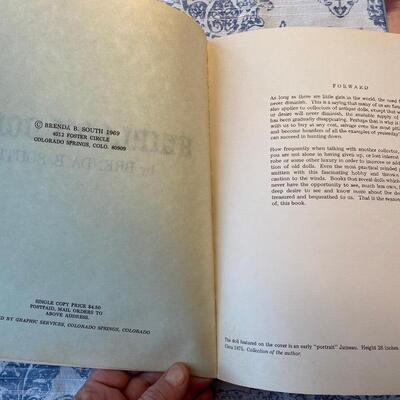 © BRENDA B. SOUTH 1969
4012 FOSTER CIRCLE
COLORADO SPRINGS, COLO. 80909
SINGLE COPY PRICE $4.50
POSTPAID, MAIL ORDERS TO
ABOVE ADDRESS.
BY GRAPHIC SERVICES, COLORADO SPRINGS, COLORADO
FORWARD
As long as there are little girls in the world, the need
never diminish. This is a saying that many of us are
also applies to collectors of antique dolls, except that
or desire will never diminish, the available supply of
has been gradually disappearing. Perhaps that is why it
with us to buy at any cost,
and become hoarders of all the examples of yesterday
can succeed in hunting down.
How frequently when talking with another collector,
you are not alone in having given up, or lost interest
robe or some other luxury in order to improve or add
tion of old dolls. Even the most practical minded
smitten with this fascinating hobby and throws
caution to the winds. Books that reveal dolls which
never have the opportunity to see, much less own,
deep desire to see and know more about the
treasured and bequeathed to us. That is the reason
of, this book.
The doll featured on the cover is an early "portrait" Jumeau. Height 28 inches.
Circa 1875. Collection of the author.